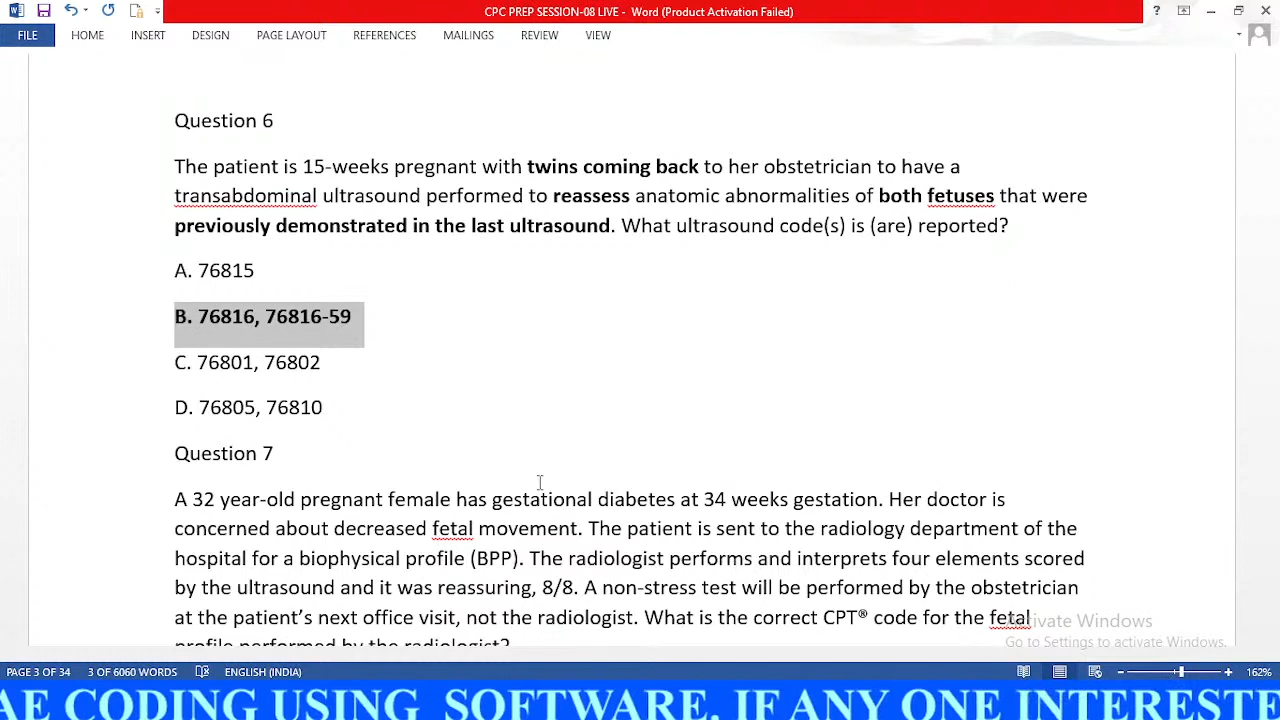 CPC PREP SESSION-08 LIVE - Word (Product Activation Failed)
FILE HOME INSERT DESIGN PAGE LAYOUT REFERENCES MAILINGS REVIEW VIEW
Question 6
The patient is 15-weeks pregnant with twins coming back to her obstetrician to have a
transabdominal ultrasound performed to reassess anatomic abnormalities of both fetuses that were
previously demonstrated in the last ultrasound. What ultrasound code(s) is (are) reported?
A. 76815
B. 76816, 76816-59
C. 76801, 76802
D. 76805, 76810
Question 7
A 32 year-old pregnant female has gestational diabetes at 34 weeks gestation. Her doctor is
concerned about decreased fetal movement. The patient is sent to the radiology department of the
hospital for a biophysical profile (BPP). The radiologist performs and interprets four elements scored
by the ultrasound and it was reassuring, 8/8. A non-stress test will be performed by the obstetrician
at the patient's next office visit, not the radiologist. What is the correct CPT® code for the fetal
profile performed by the radiologist?
Activate Windows
Go to Settings to activate Windows.
PAGE 3 OF 34 3 OF 6060 WORDS ENGLISH (INDIA) 162%
AE CODING USING SOFTWARE. IF ANY ONE INTERESTE